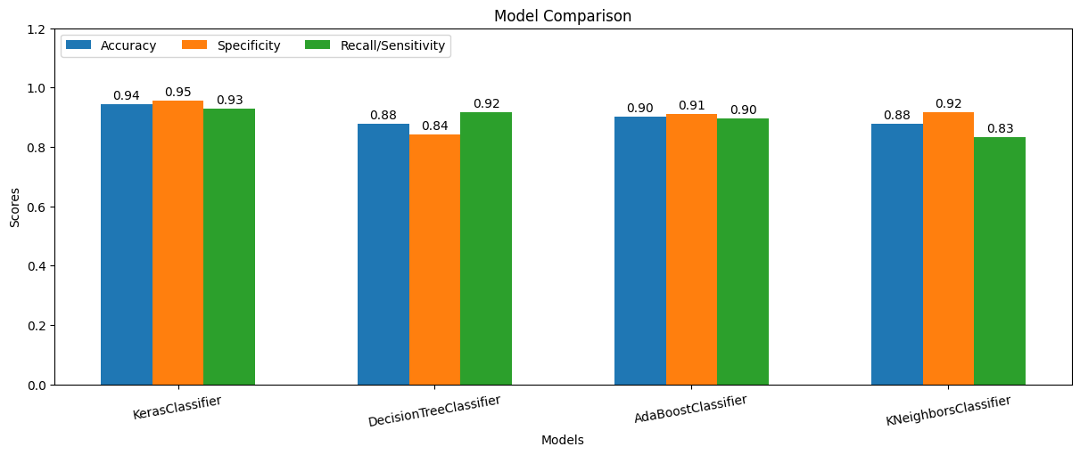 Model Comparison
Accuracy Specificity Recall/Sensitivity
1.2
1.0
0.8
0.6
0.4
0.2
0.0
Scores
0.94 0.95 0.93
0.88 0.84 0.92
0.90 0.91 0.90
0.88 0.92 0.83
KerasClassifier DecisionTreeClassifier AdaBoostClassifier KNeighborsClassifier
Models